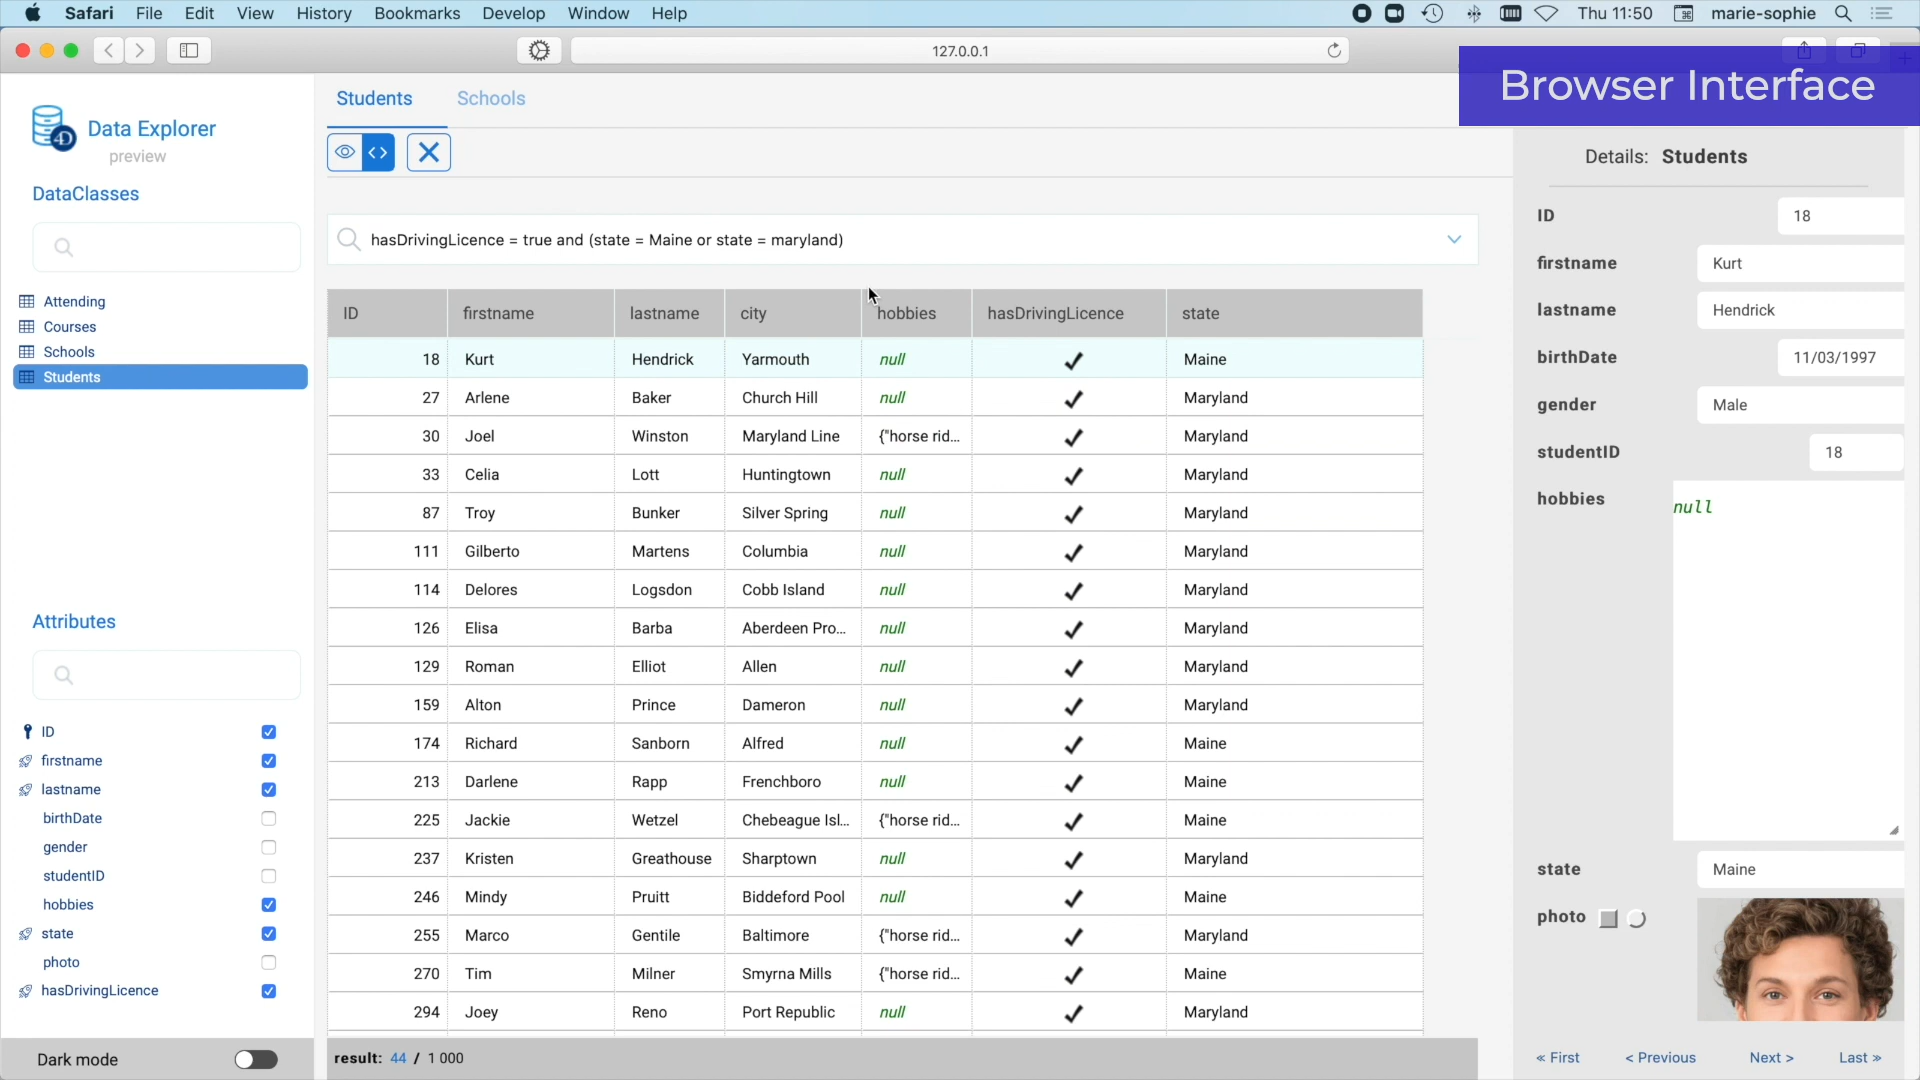 Safari File Edit View History Bookmarks Develop Window Help Thu 11:50 marie-sophie
127.0.0.1
Browser Interface
Data Explorer
preview
DataClasses
Attending
Courses
Schools
Students
Attributes
ID
firstname
lastname
birthDate
gender
studentID
hobbies
state
photo
hasDrivingLicence
Dark mode
Students Schools
hasDrivingLicence = true and (state = Maine or state = maryland)
ID firstname lastname city hobbies hasDrivingLicence state
18 Kurt Hendrick Yarmouth null Maine
27 Arlene Baker Church Hill null Maryland
30 Joel Winston Maryland Line {"horse rid... Maryland
33 Celia Lott Huntingtown null Maryland
87 Troy Bunker Silver Spring null Maryland
111 Gilberto Martens Columbia null Maryland
114 Delores Logsdon Cobb Island null Maryland
126 Elisa Barba Aberdeen Pro... null Maryland
129 Roman Elliot Allen null Maryland
159 Alton Prince Dameron null Maryland
174 Richard Sanborn Alfred null Maine
213 Darlene Rapp Frenchboro null Maine
225 Jackie Wetzel Chebeague Isl... {"horse rid... Maine
237 Kristen Greathouse Sharptown null Maryland
246 Mindy Pruitt Biddeford Pool null Maine
255 Marco Gentile Baltimore {"horse rid... Maryland
270 Tim Milner Smyrna Mills {"horse rid... Maine
294 Joey Reno Port Republic null Maryland
result: 44 / 1 000
Details: Students
ID 18
firstname Kurt
lastname Hendrick
birthDate 11/03/1997
gender Male
studentID 18
hobbies null
state Maine
photo
« First < Previous Next > Last »